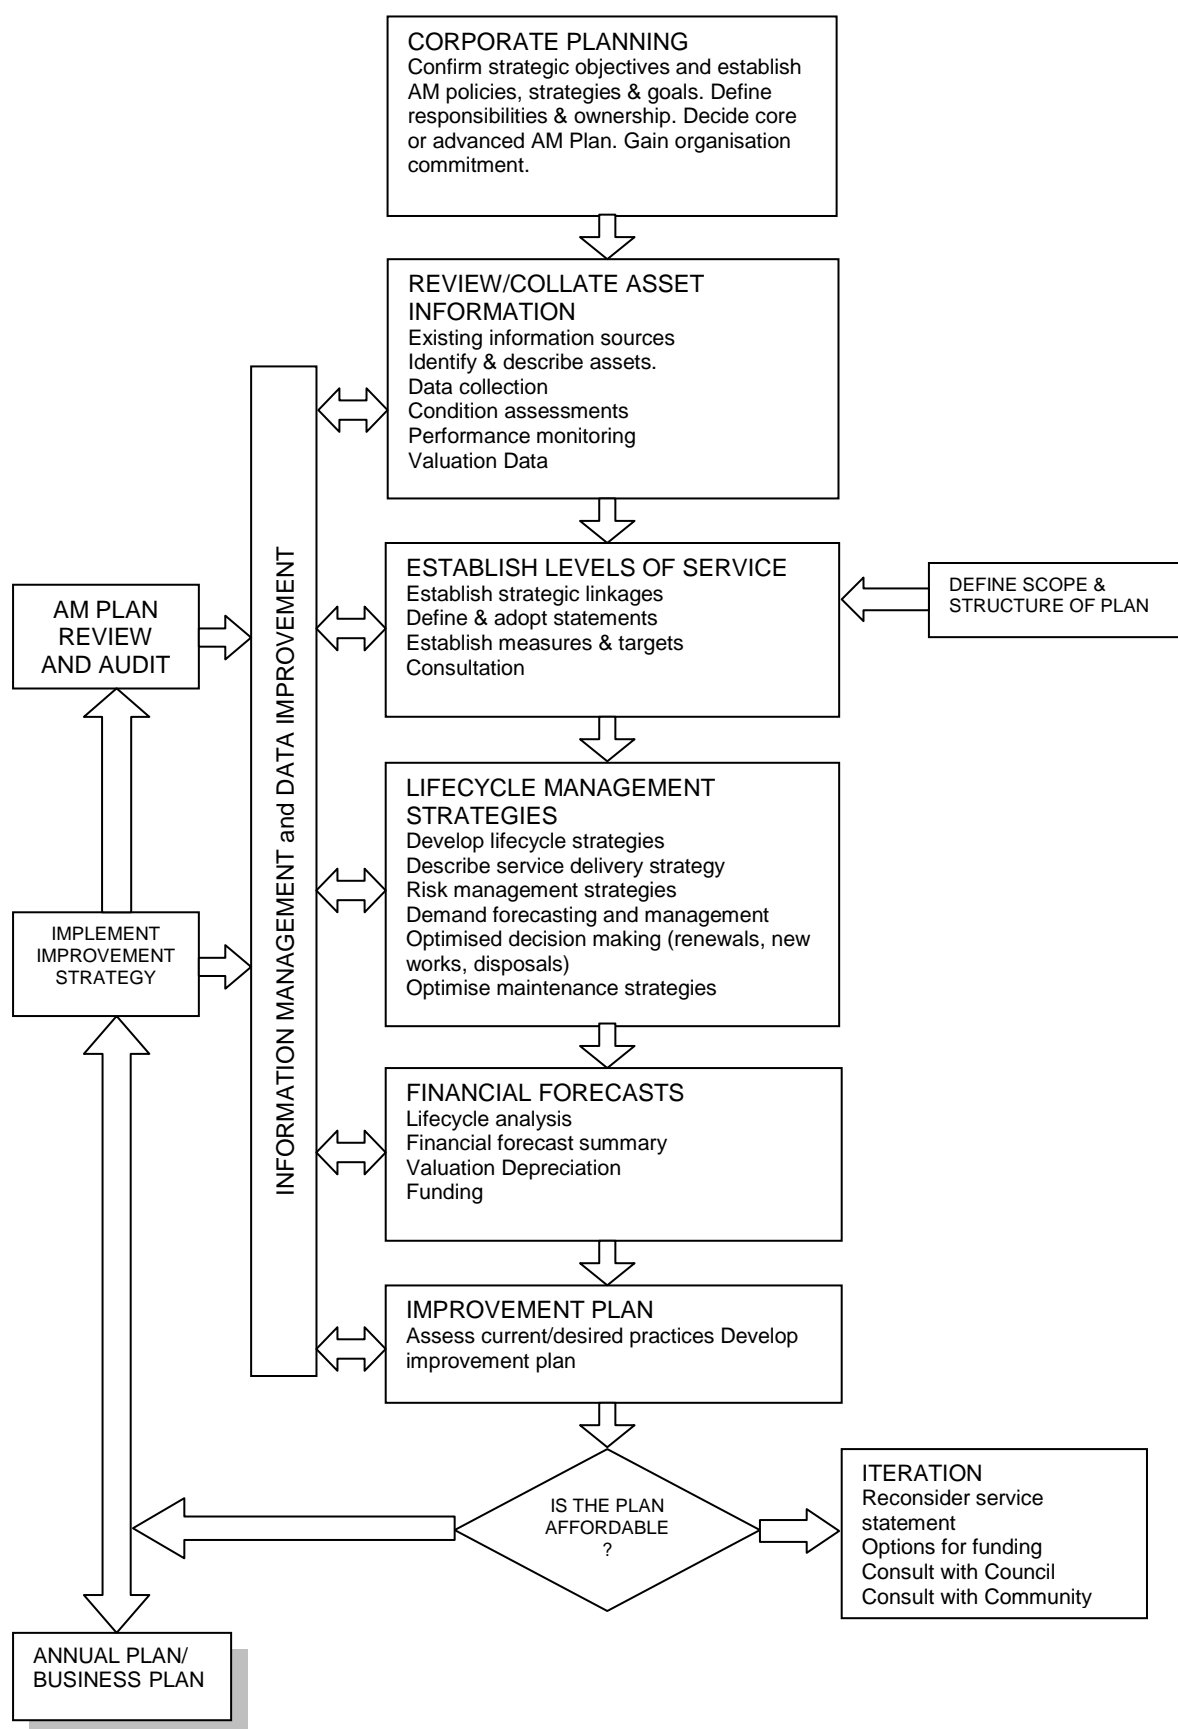 CORPORATE PLANNING
Confirm strategic objectives and establish
AM policies, strategies & goals. Define
responsibilities & ownership. Decide core
or advanced AM Plan. Gain organisation
commitment.
REVIEW/COLLATE ASSET
INFORMATION
Existing information sources
Identify & describe assets.
Data collection
Condition assessments
Performance monitoring
Valuation Data
INFORMATION MANAGEMENT and DATA IMPROVEMENT
ESTABLISH LEVELS OF SERVICE
Establish strategic linkages
Define & adopt statements
Establish measures & targets
Consultation
DEFINE SCOPE &
STRUCTURE OF PLAN
AM PLAN
REVIEW
AND AUDIT
LIFECYCLE MANAGEMENT
STRATEGIES
Develop lifecycle strategies
Describe service delivery strategy
Risk management strategies
Demand forecasting and management
Optimised decision making (renewals, new
works, disposals)
Optimise maintenance strategies
IMPLEMENT
IMPROVEMENT
STRATEGY
FINANCIAL FORECASTS
Lifecycle analysis
Financial forecast summary
Valuation Depreciation
Funding
IMPROVEMENT PLAN
Assess current/desired practices Develop
improvement plan
IS THE PLAN
AFFORDABLE
?
ITERATION
Reconsider service
statement
Options for funding
Consult with Council
Consult with Community
ANNUAL PLAN/
BUSINESS PLAN